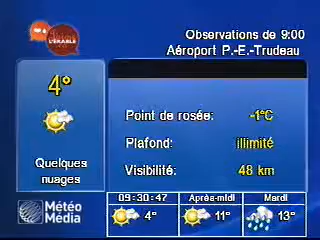 Observations de 9:00
Aéroport P.-E.-Trudeau
L'ÉRABLE
4°
Quelques
nuages
Point de rosée: -1°C
Plafond: illimité
Visibilité: 48 km
Météo
Média
09:30:47 Après-midi Mardi
4° 11° 13°